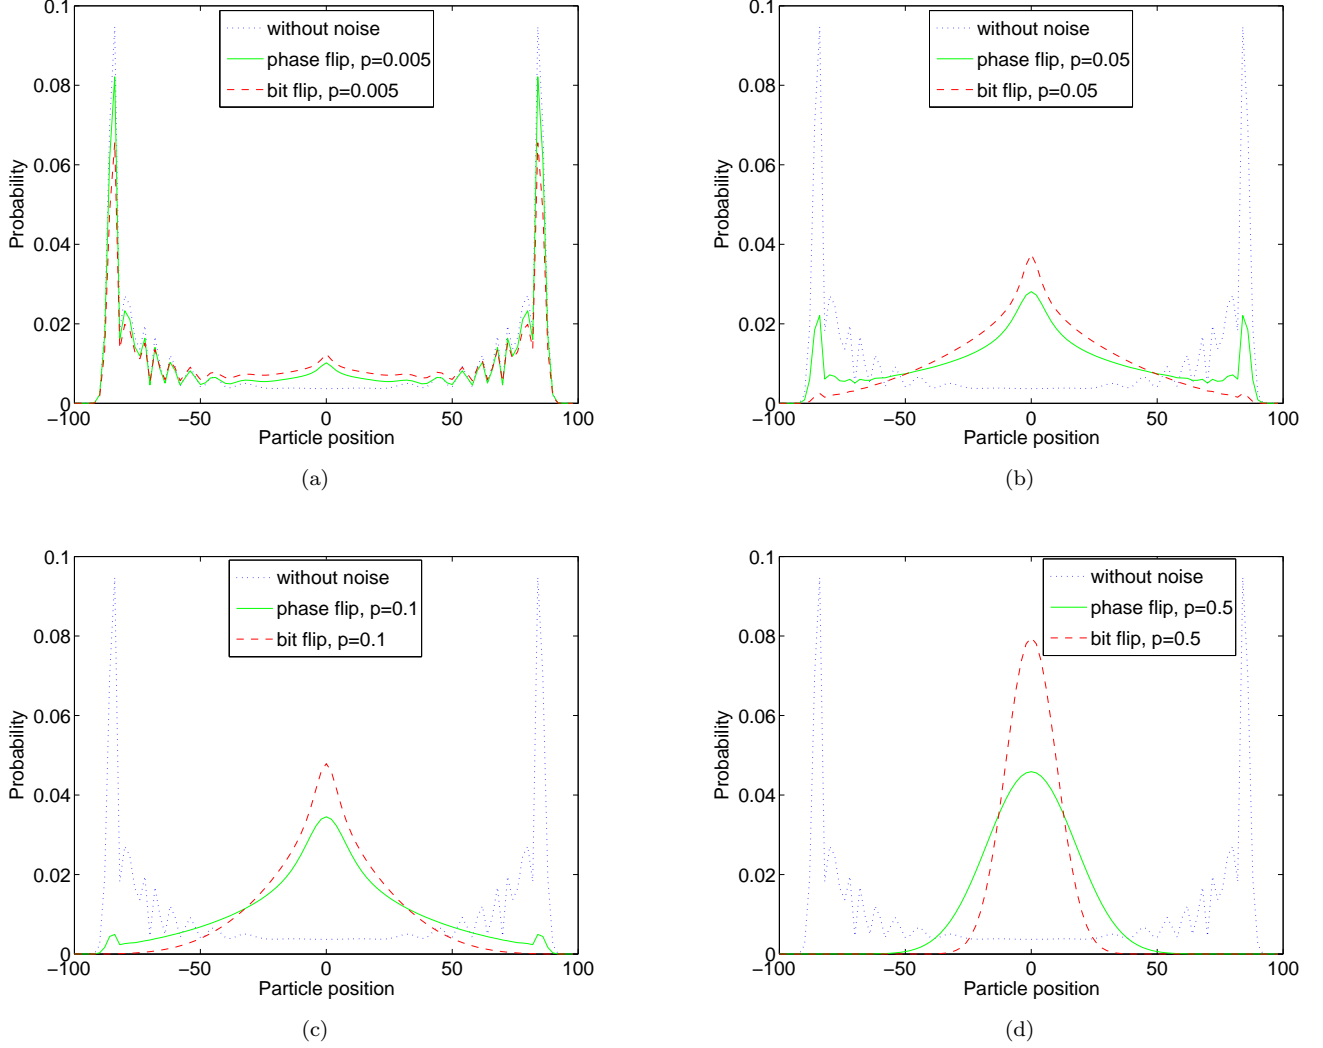 without noise
phase flip, p=0.005
bit flip, p=0.005
0.1
0.08
0.06
0.04
0.02
0
Probability
−100 −50 0 50 100
Particle position
(a)
without noise
phase flip, p=0.05
bit flip, p=0.05
0.1
0.08
0.06
0.04
0.02
0
Probability
−100 −50 0 50 100
Particle position
(b)
without noise
phase flip, p=0.1
bit flip, p=0.1
0.1
0.08
0.06
0.04
0.02
0
Probability
−100 −50 0 50 100
Particle position
(c)
without noise
phase flip, p=0.5
bit flip, p=0.5
0.1
0.08
0.06
0.04
0.02
0
Probability
−100 −50 0 50 100
Particle position
(d)